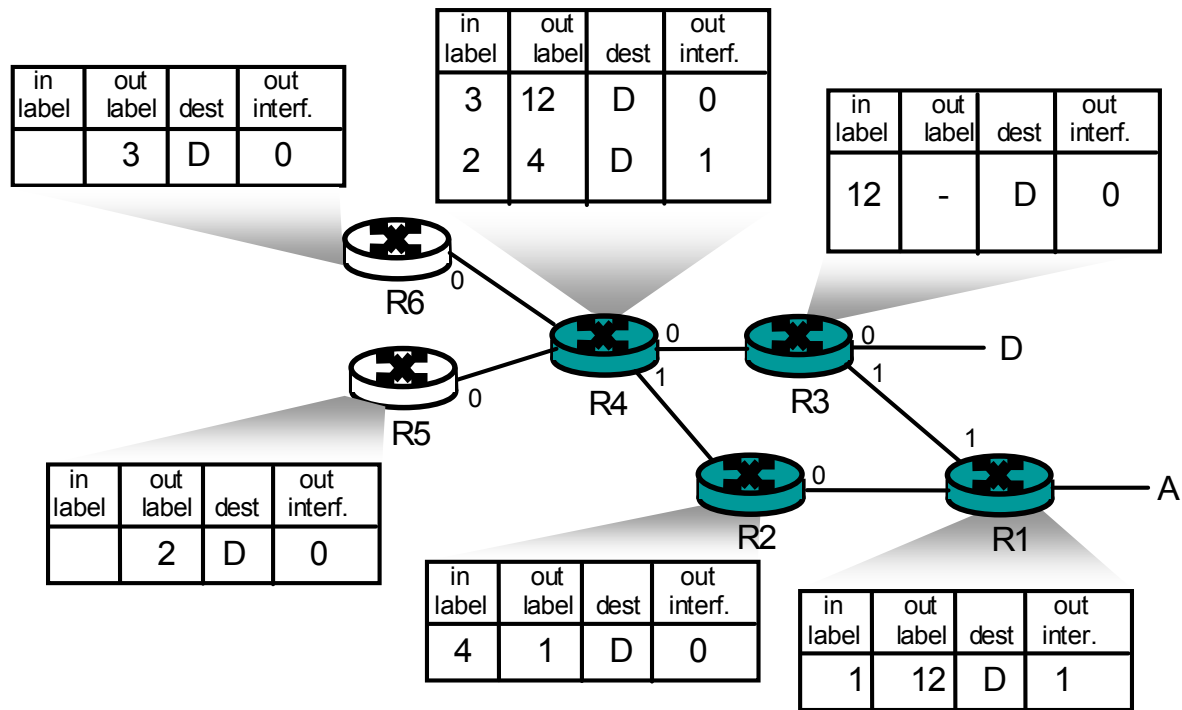 in out dest out
label label interf.
3 12 D 0
2 4 D 1
in out dest out
label label interf.
3 D 0
in out dest out
label label interf.
12 - D 0
R6
0
R5
0
R4
0
1
R3
0
1
D
R2
0
R1
1
A
in out dest out
label label interf.
2 D 0
in out dest out
label label interf.
4 1 D 0
in out dest out
label label inter.
1 12 D 1